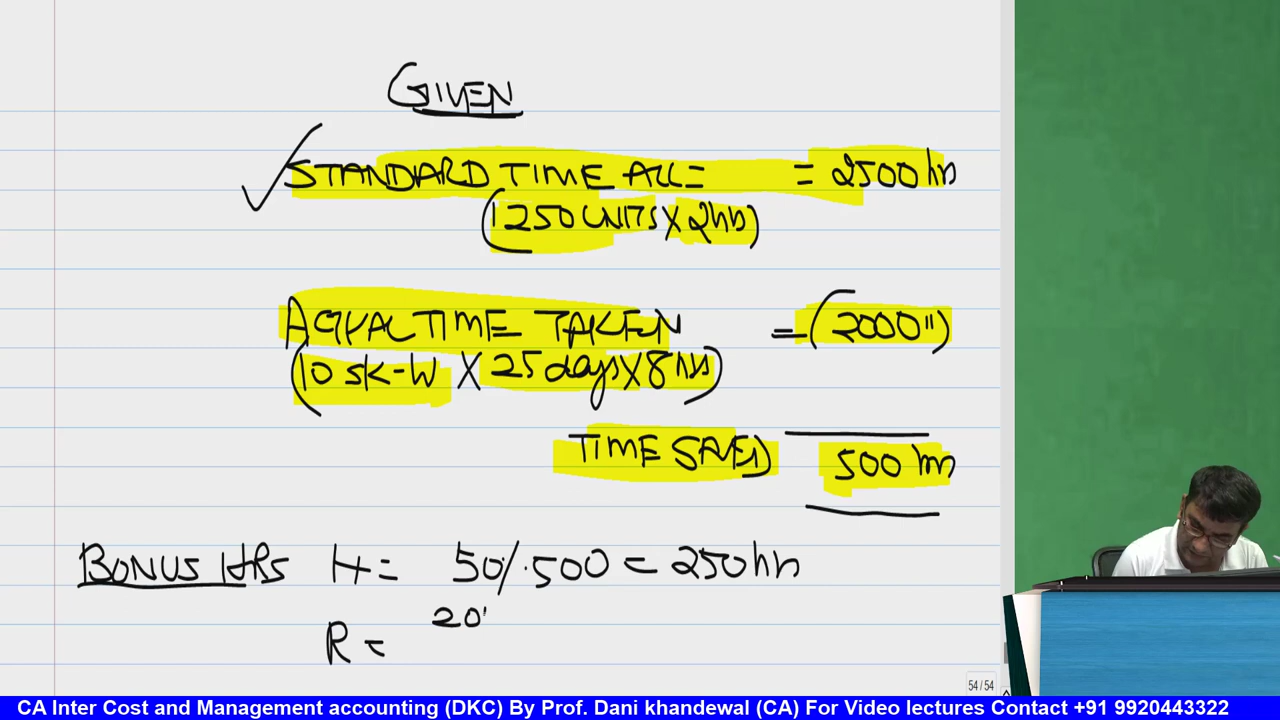 GIVEN
STANDARD TIME ALL = = 2500 hrs
(1250 UNITS X 2hrs)
ACTUAL TIME TAKEN = (2000 ")
(10 SK-W X 25 days X 8 hrs)
TIME SAVED 500 hrs
BONUS HRS H = 50% 500 = 250 hrs
200
R =
54 / 54
CA Inter Cost and Management accounting (DKC) By Prof. Dani khandewal (CA) For Video lectures Contact +91 9920443322